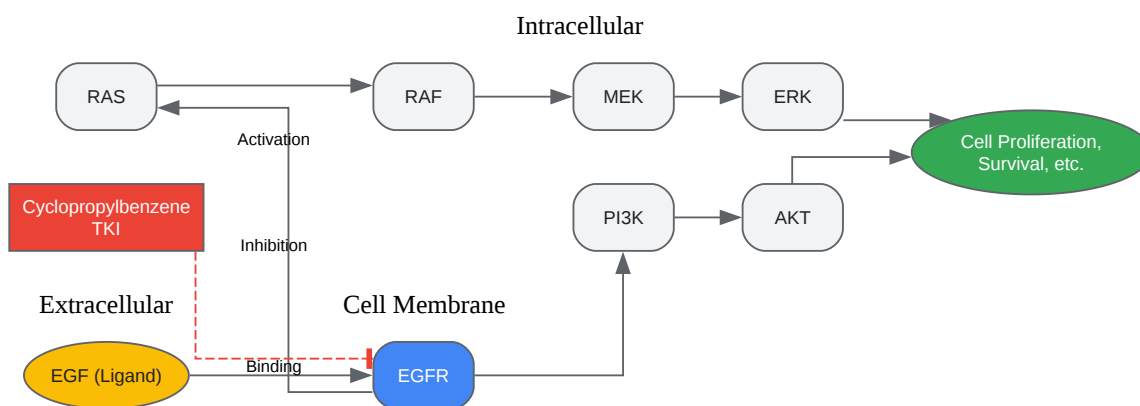 Intracellular
RAS
RAF
MEK
ERK
Activation
Cell Proliferation,
Survival, etc.
Cyclopropylbenzene
TKI
PI3K
AKT
Inhibition
Extracellular
Cell Membrane
EGF (Ligand)
Binding
EGFR